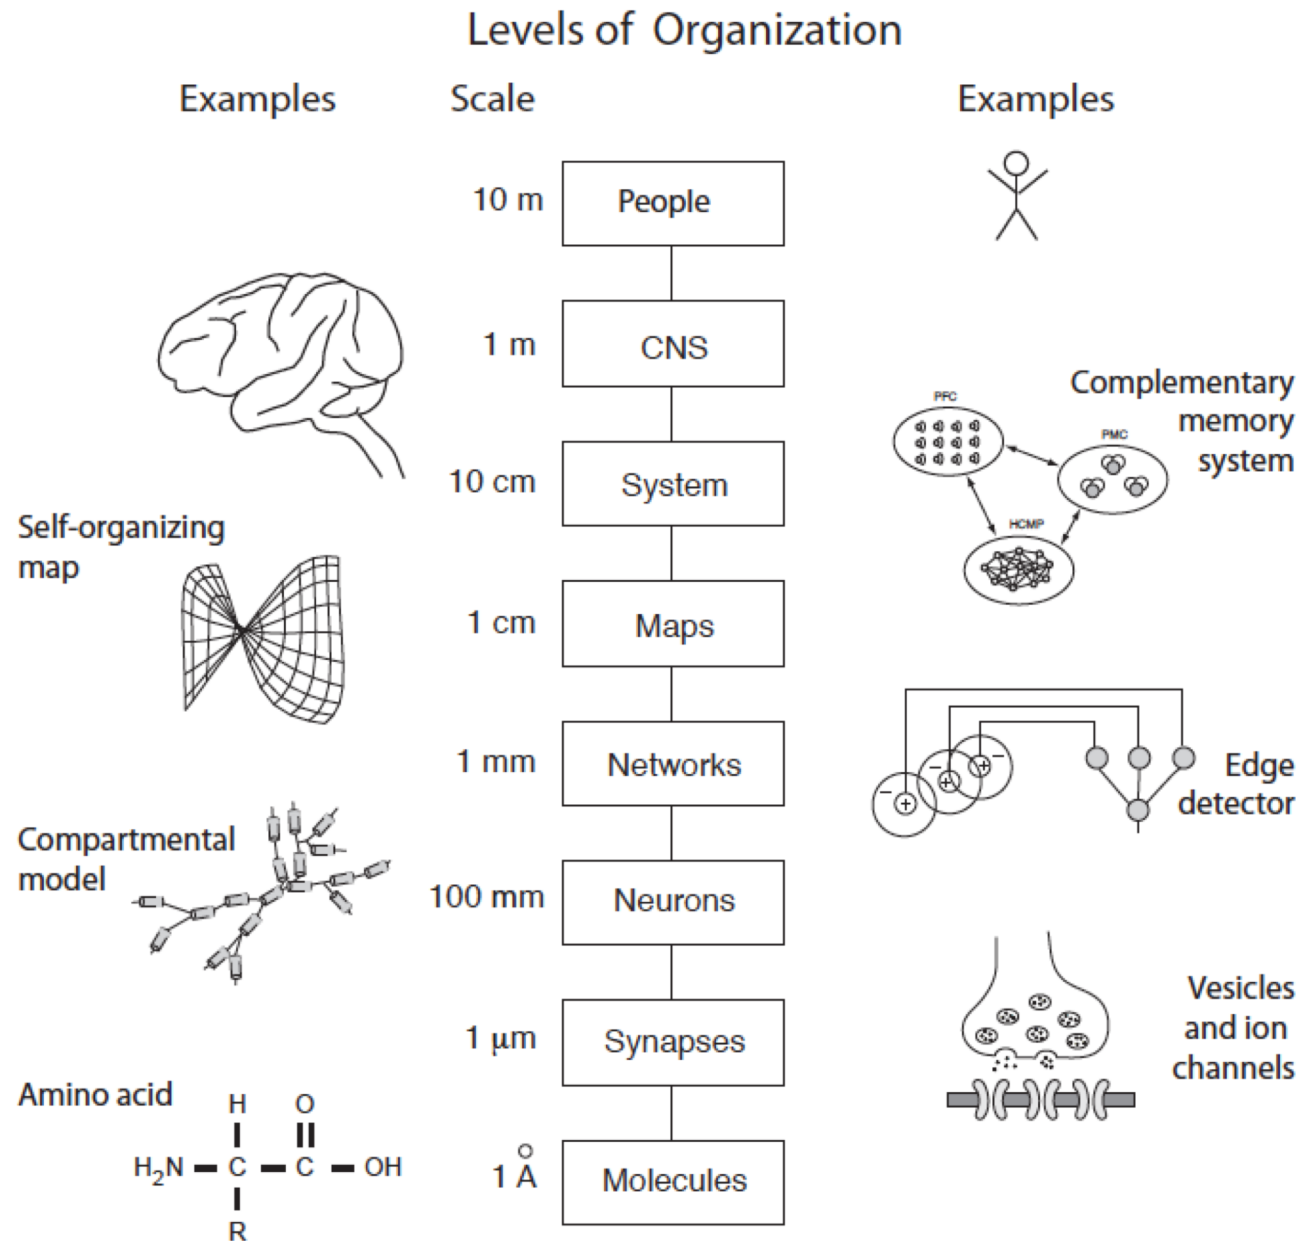 Levels of Organization
Examples
Scale
Examples
10 m
People
1 m
CNS
Complementary
memory
system
PFC
PMC
HCMP
10 cm
System
Self-organizing
map
1 cm
Maps
1 mm
Networks
− − −
+ + +
Edge
detector
Compartmental
model
100 mm
Neurons
Vesicles
and ion
channels
1 μm
Synapses
Amino acid
H O
H₂N C C OH
R
1 Å
Molecules